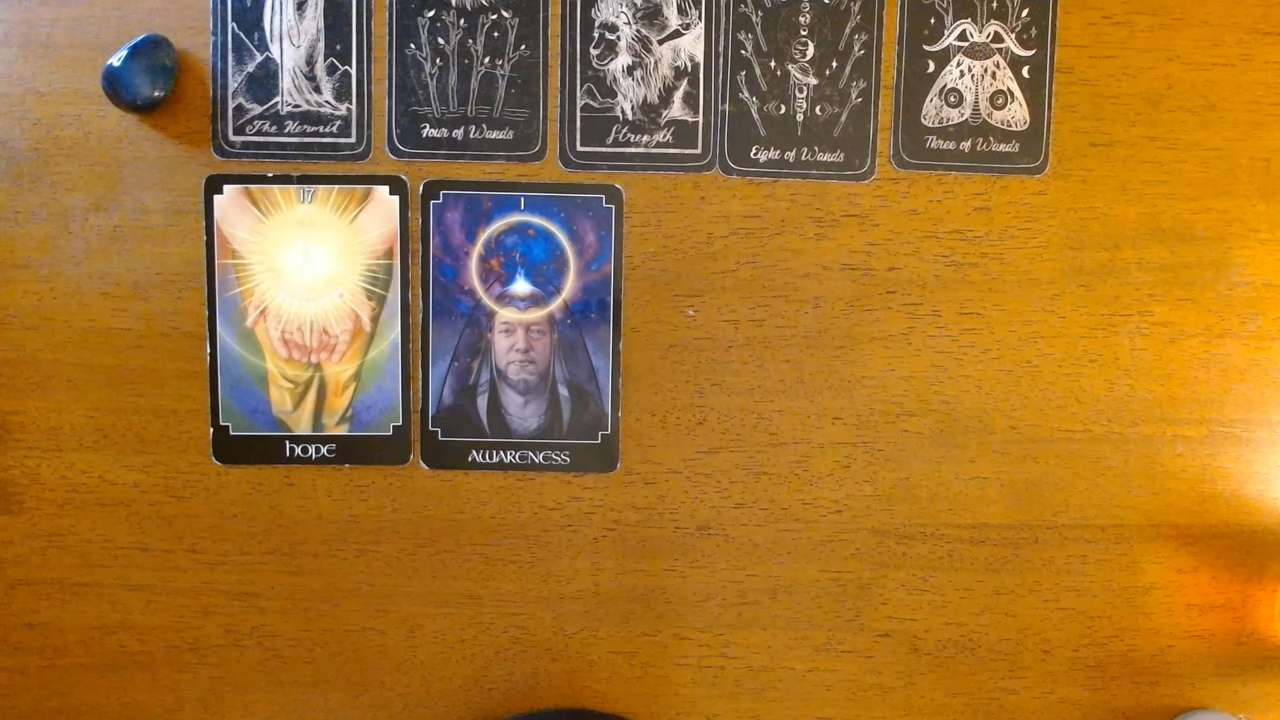 The Hermit
Four of Wands
Strength
Eight of Wands
Three of Wands
17
HOPE
I
AWARENESS